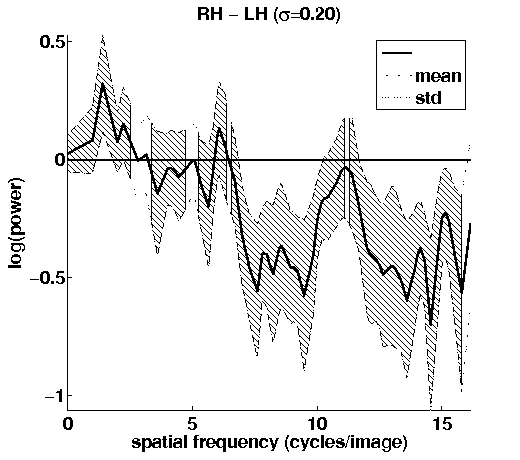 RH − LH (σ=0.20)
mean
std
0.5
0
−0.5
−1
log(power)
0 5 10 15
spatial frequency (cycles/image)